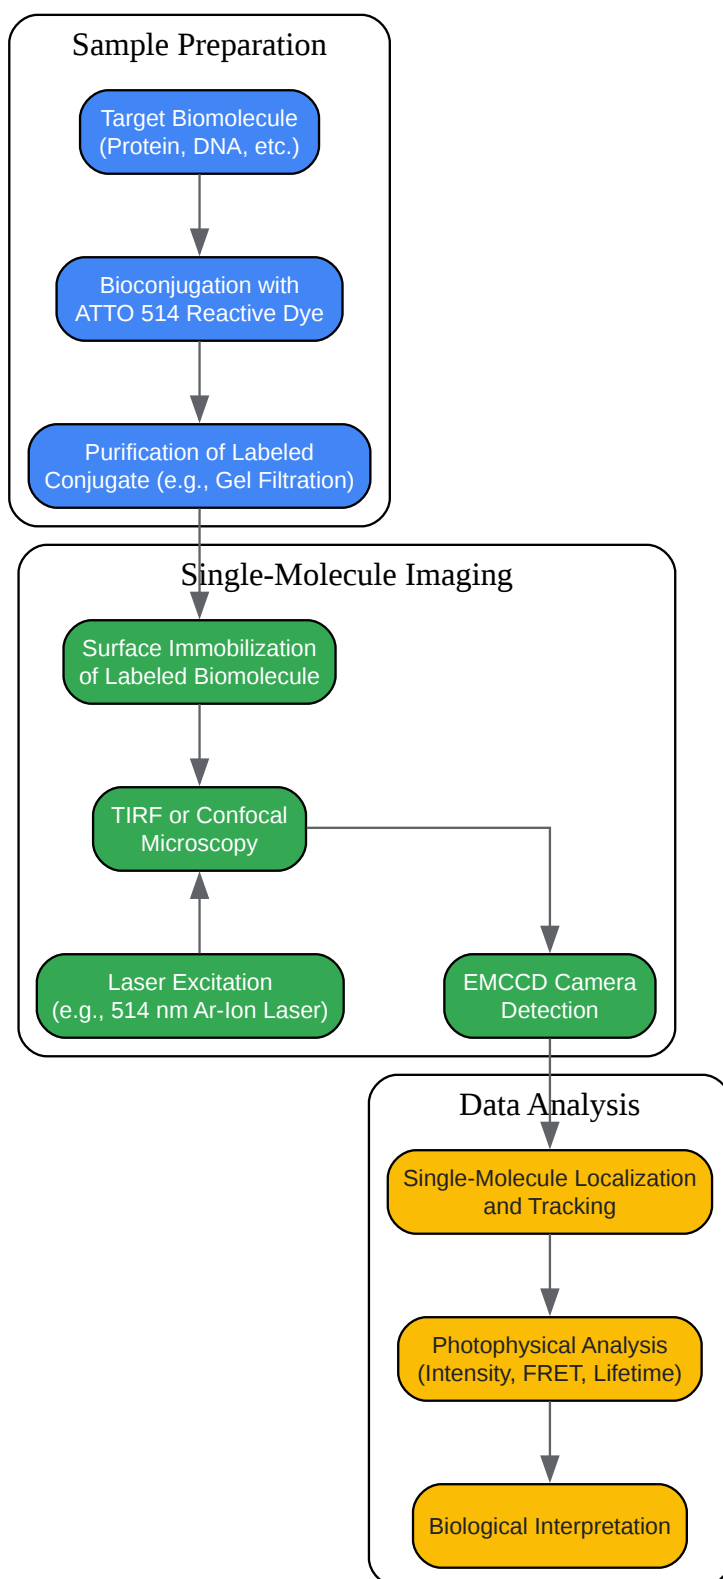 Sample Preparation
Target Biomolecule
(Protein, DNA, etc.)
Bioconjugation with
ATTO 514 Reactive Dye
Purification of Labeled
Conjugate (e.g., Gel Filtration)
Single-Molecule Imaging
Surface Immobilization
of Labeled Biomolecule
TIRF or Confocal
Microscopy
Laser Excitation
(e.g., 514 nm Ar-Ion Laser)
EMCCD Camera
Detection
Data Analysis
Single-Molecule Localization
and Tracking
Photophysical Analysis
(Intensity, FRET, Lifetime)
Biological Interpretation